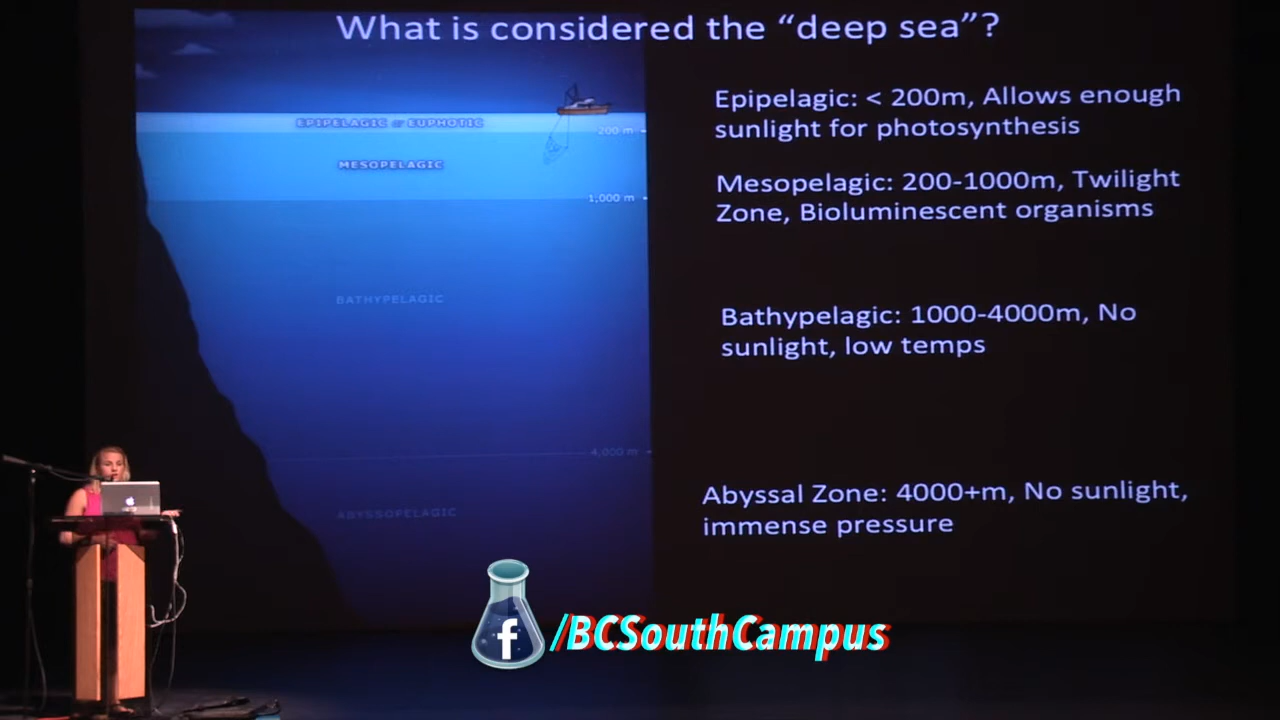 What is considered the “deep sea”?
EPIPELAGIC or EUPHOTIC
200 m
MESOPELAGIC
1,000 m
BATHYPELAGIC
4,000 m
ABYSSOPELAGIC
Epipelagic: < 200m, Allows enough
sunlight for photosynthesis
Mesopelagic: 200-1000m, Twilight
Zone, Bioluminescent organisms
Bathypelagic: 1000-4000m, No
sunlight, low temps
Abyssal Zone: 4000+m, No sunlight,
immense pressure
f /BCSouthCampus